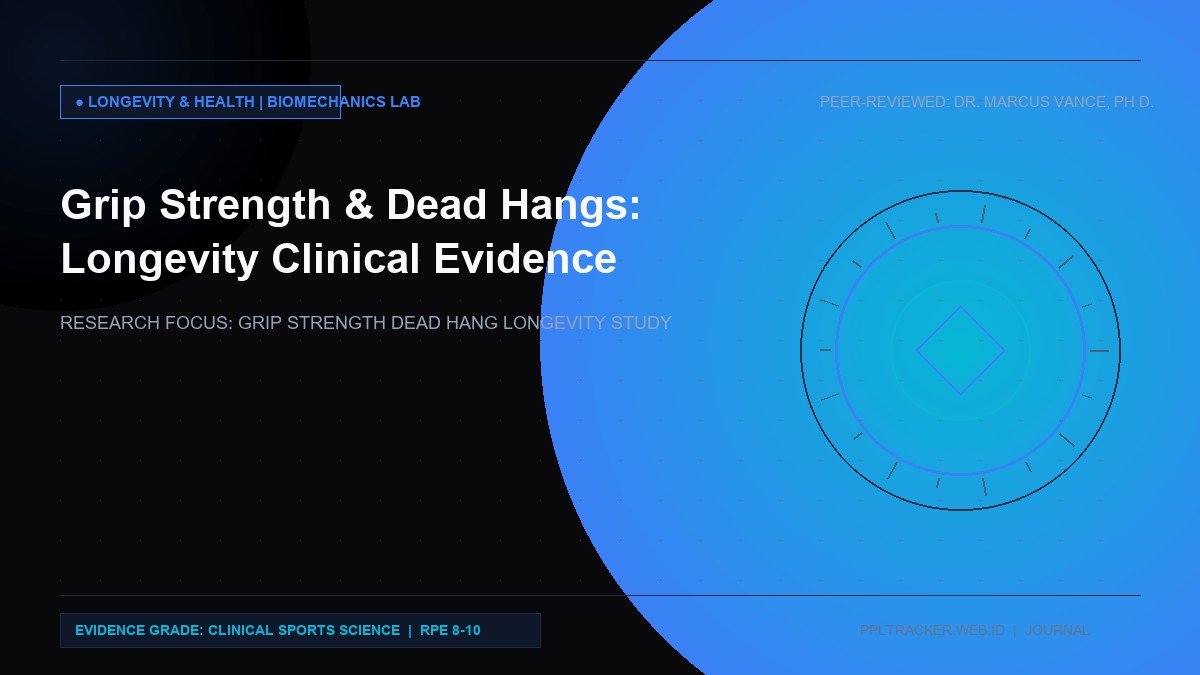 ● LONGEVITY & HEALTH | BIOMECHANICS LAB
PEER-REVIEWED: DR. MARCUS VANCE, PH.D.
Grip Strength & Dead Hangs:
Longevity Clinical Evidence
RESEARCH FOCUS: GRIP STRENGTH DEAD HANG LONGEVITY STUDY
EVIDENCE GRADE: CLINICAL SPORTS SCIENCE | RPE 8-10
PPLTRACKER.WEB.ID | JOURNAL